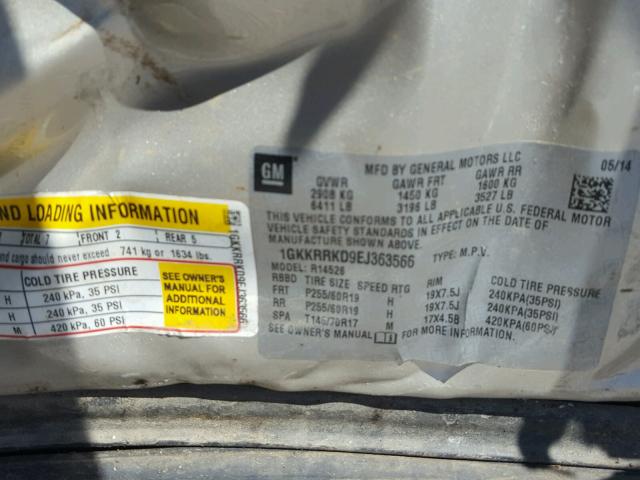 ND LOADING INFORMATION
TOTAL 7 FRONT 2 REAR 5
and cargo should never exceed 741 kg or 1634 lbs.
COLD TIRE PRESSURE
H 240 kPa, 35 PSI
H 240 kPa, 35 PSI
M 420 kPa, 60 PSI
SEE OWNER'S
MANUAL FOR
ADDITIONAL
INFORMATION
1GKKRRKD9EJ363566
GM
MFD BY GENERAL MOTORS LLC
05/14
GVWR GAWR FRT GAWR RR
2908 KG 1450 KG 1600 KG
6411 LB 3196 LB 3527 LB
THIS VEHICLE CONFORMS TO ALL APPLICABLE U.S. FEDERAL MOTOR
VEHICLE SAFETY STANDARDS IN EFFECT ON THE DATE OF
MANUFACTURE SHOWN ABOVE.
1GKKRRKD9EJ363566 TYPE: M.P.V.
MODEL: R14526
RBBD TIRE SIZE SPEED RTG RIM COLD TIRE PRESSURE
FRT P255/60R19 H 19X7.5J 240KPA(35PSI)
RR P255/60R19 H 19X7.5J 240KPA(35PSI)
SPA T145/70R17 M 17X4.5B 420KPA(60PSI)
SEE OWNER'S MANUAL FOR MORE INFORMATION.